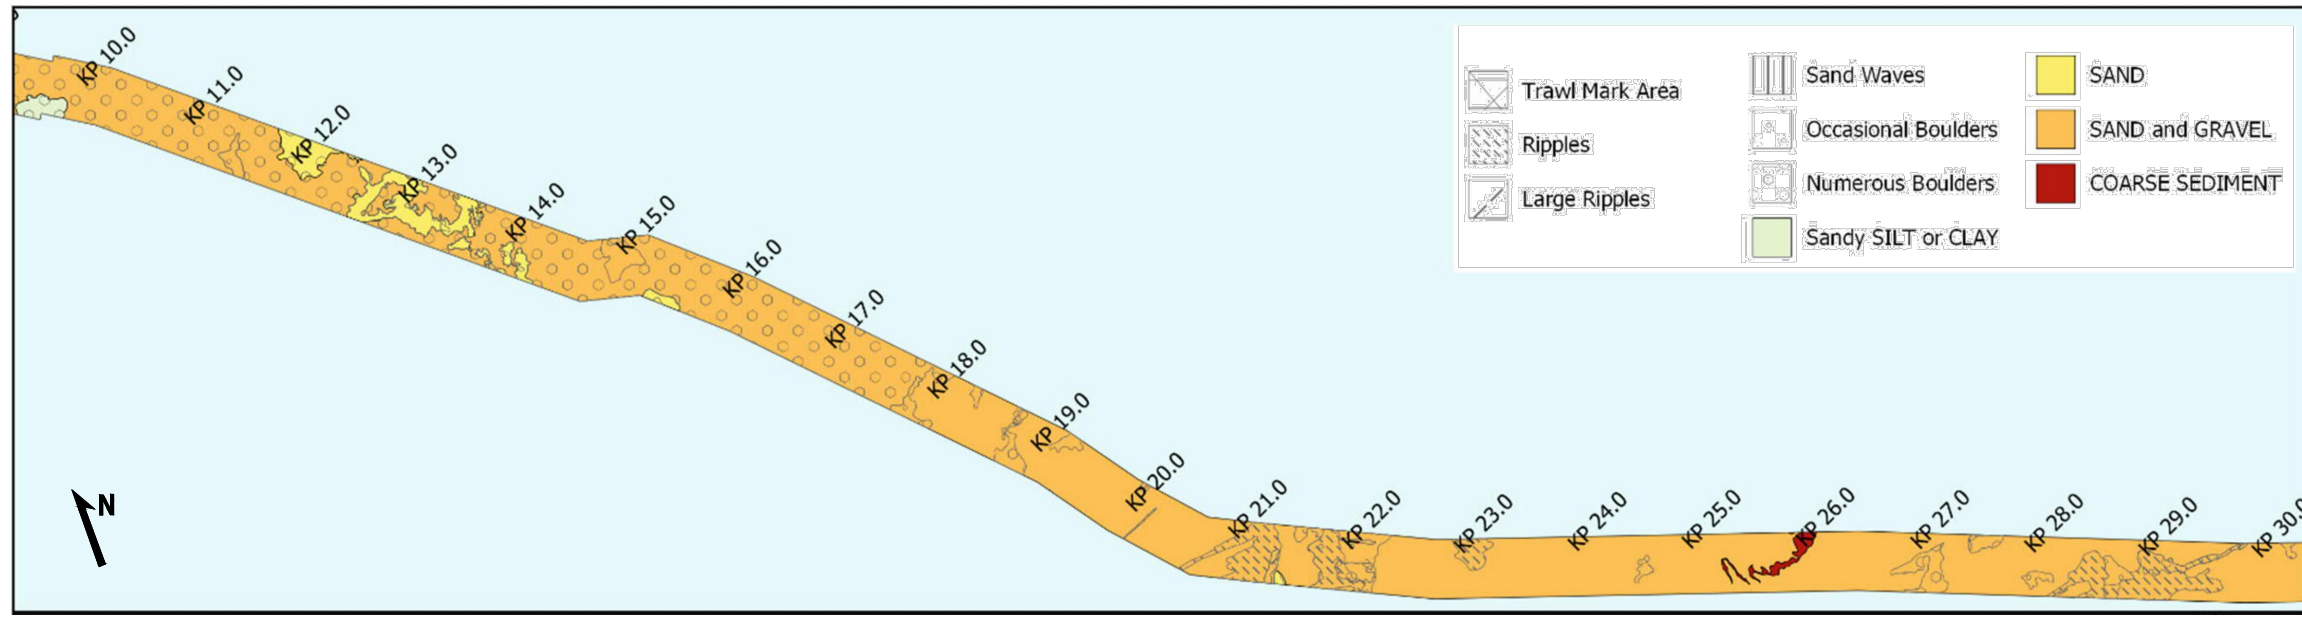 KP 10.0
KP 11.0
KP 12.0
KP 13.0
KP 14.0
KP 15.0
KP 16.0
KP 17.0
KP 18.0
KP 19.0
KP 20.0
KP 21.0
KP 22.0
KP 23.0
KP 24.0
KP 25.0
KP 26.0
KP 27.0
KP 28.0
KP 29.0
KP 30.0
Trawl Mark Area
Ripples
Large Ripples
Sand Waves
Occasional Boulders
Numerous Boulders
Sandy SILT or CLAY
SAND
SAND and GRAVEL
COARSE SEDIMENT
N